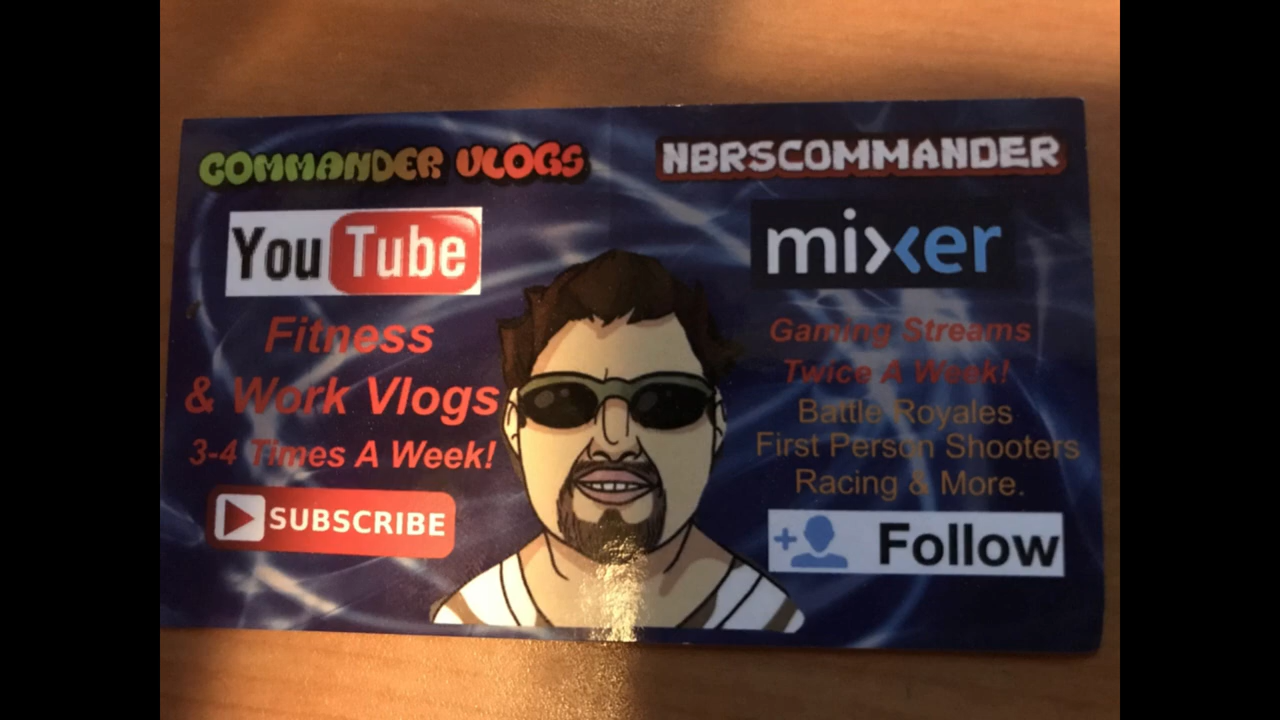 COMMANDER VLOGS
YouTube
Fitness
& Work Vlogs
3-4 Times A Week!
SUBSCRIBE
NBRSCOMMANDER
mixer
Gaming Streams
Twice A Week!
Battle Royales
First Person Shooters
Racing & More.
Follow